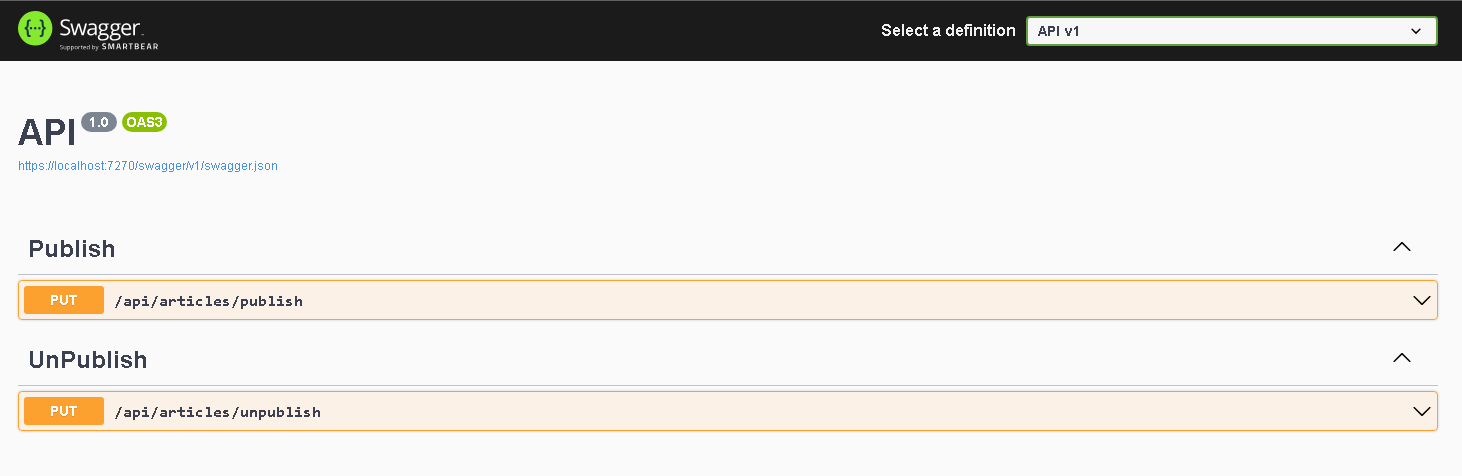 Swagger
Supported by SMARTBEAR
Select a definition
API v1
API 1.0 OAS3
https://localhost:7270/swagger/v1/swagger.json
Publish
PUT /api/articles/publish
UnPublish
PUT /api/articles/unpublish